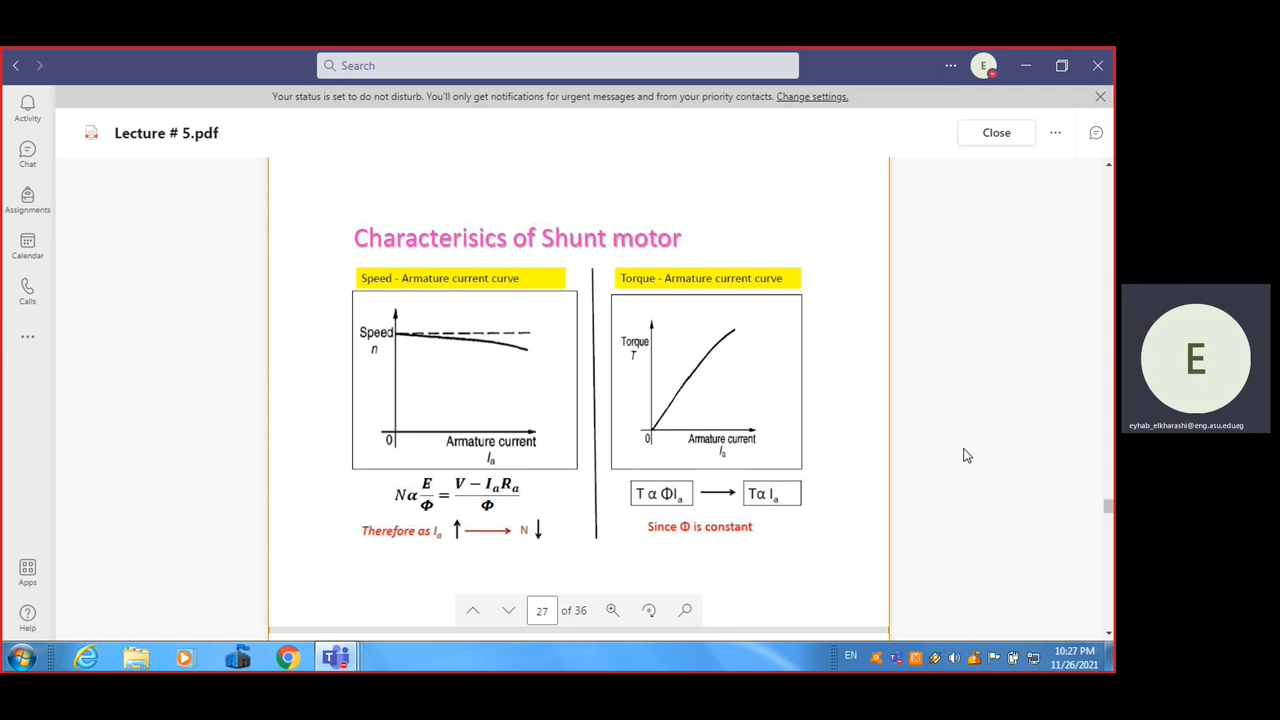 Search
E
Your status is set to do not disturb. You'll only get notifications for urgent messages and from your priority contacts. Change settings.
Activity
Chat
Assignments
Calendar
Calls
Apps
Help
Lecture # 5.pdf
Close
Characterisics of Shunt motor
Speed - Armature current curve
Speed
n
0
Armature current
Iₐ
N α E/Φ = V − IₐRₐ/Φ
Therefore as Iₐ ↑ → N ↓
Torque - Armature current curve
Torque
T
0
Armature current
Iₐ
T α ΦIₐ → Tα Iₐ
Since Φ is constant
27 of 36
E
eyhab_elkharashi@eng.asu.edu.eg
EN
10:27 PM
11/26/2021